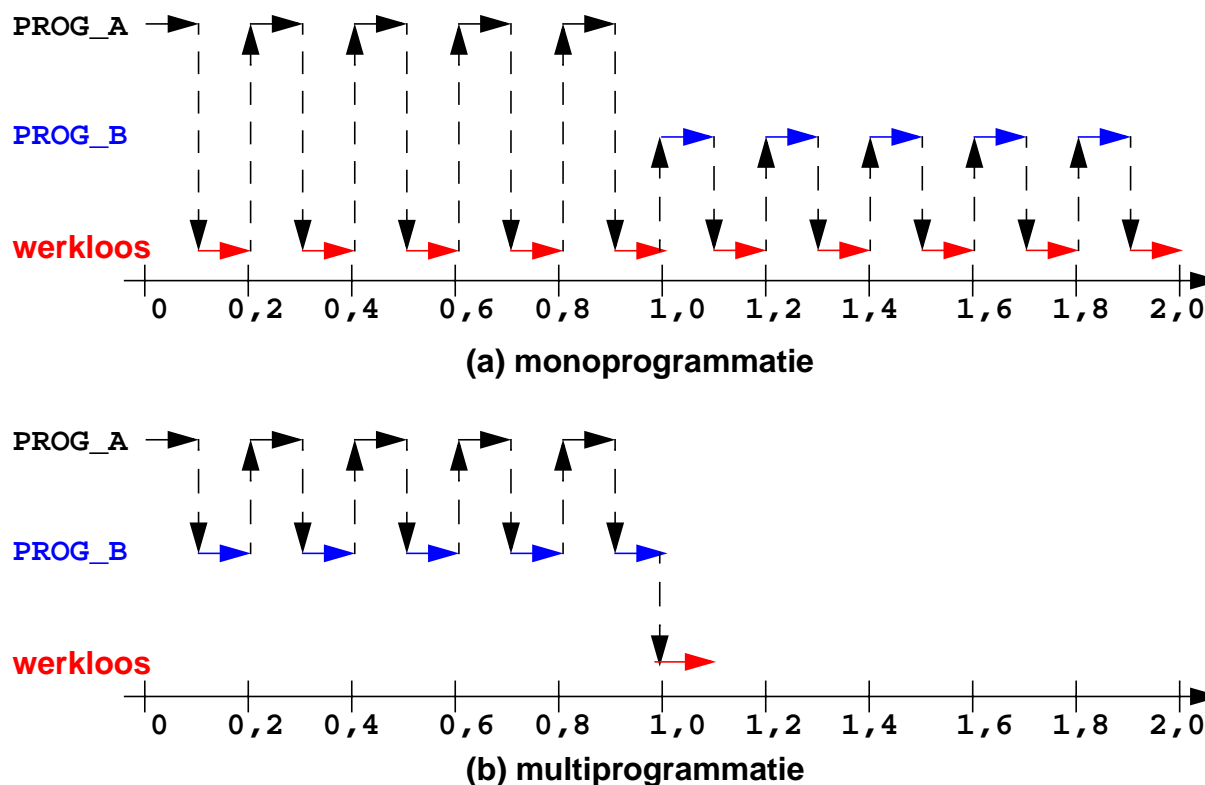 PROG_A
PROG_B
werkloos
0 0,2 0,4 0,6 0,8 1,0 1,2 1,4 1,6 1,8 2,0
(a) monoprogrammatie
PROG_A
PROG_B
werkloos
0 0,2 0,4 0,6 0,8 1,0 1,2 1,4 1,6 1,8 2,0
(b) multiprogrammatie